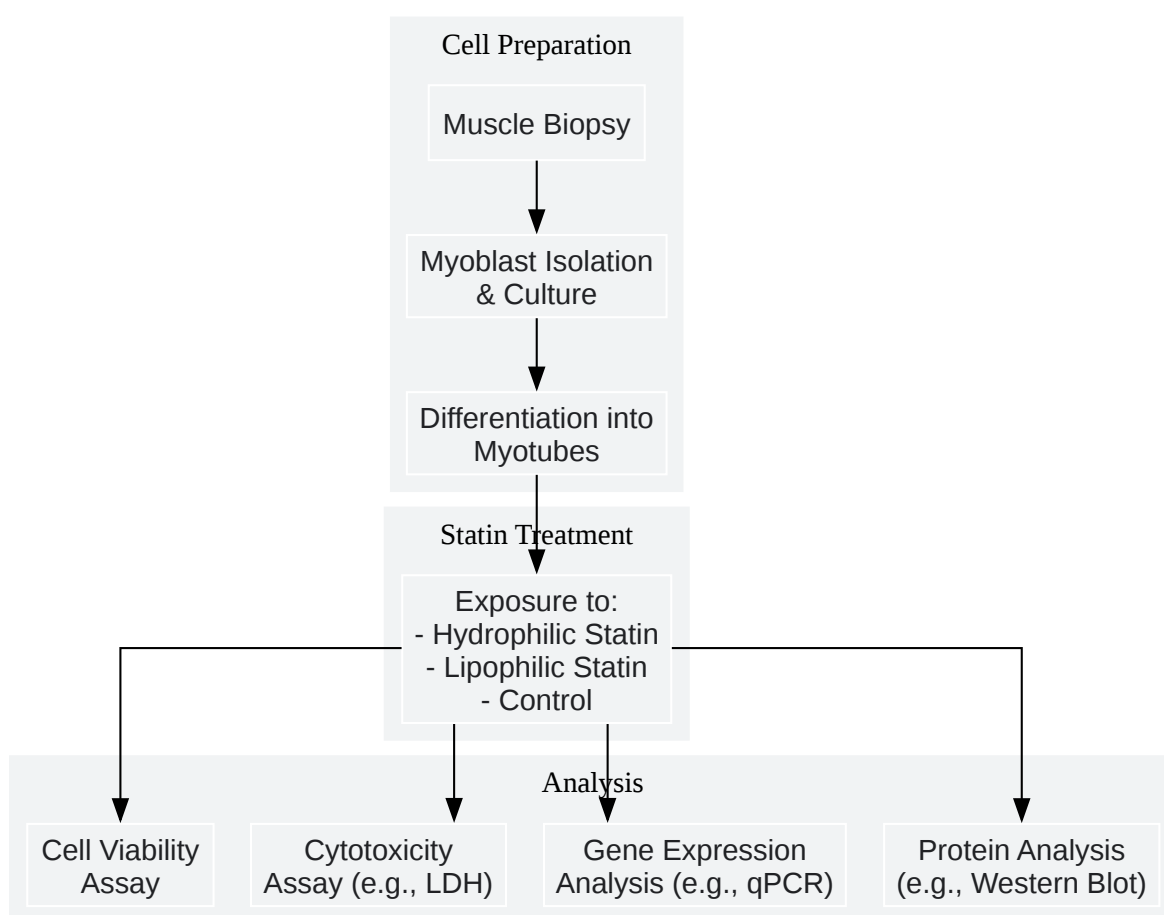 Cell Preparation
Muscle Biopsy
Myoblast Isolation
& Culture
Differentiation into
Myotubes
Statin Treatment
Exposure to:
- Hydrophilic Statin
- Lipophilic Statin
- Control
Analysis
Cell Viability
Assay
Cytotoxicity
Assay (e.g., LDH)
Gene Expression
Analysis (e.g., qPCR)
Protein Analysis
(e.g., Western Blot)